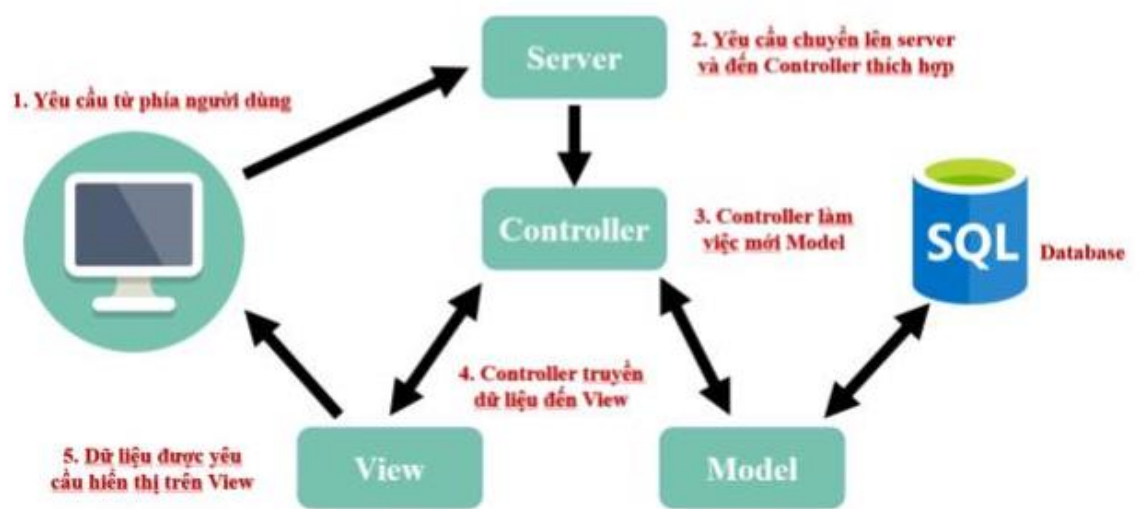 Server
2. Yêu cầu chuyển lên server
và đến Controller thích hợp
1. Yêu cầu từ phía người dùng
Controller
3. Controller làm
việc mới Model
SQL
Database
4. Controller truyền
dữ liệu đến View
5. Dữ liệu được yêu
cầu hiển thị trên View
View
Model